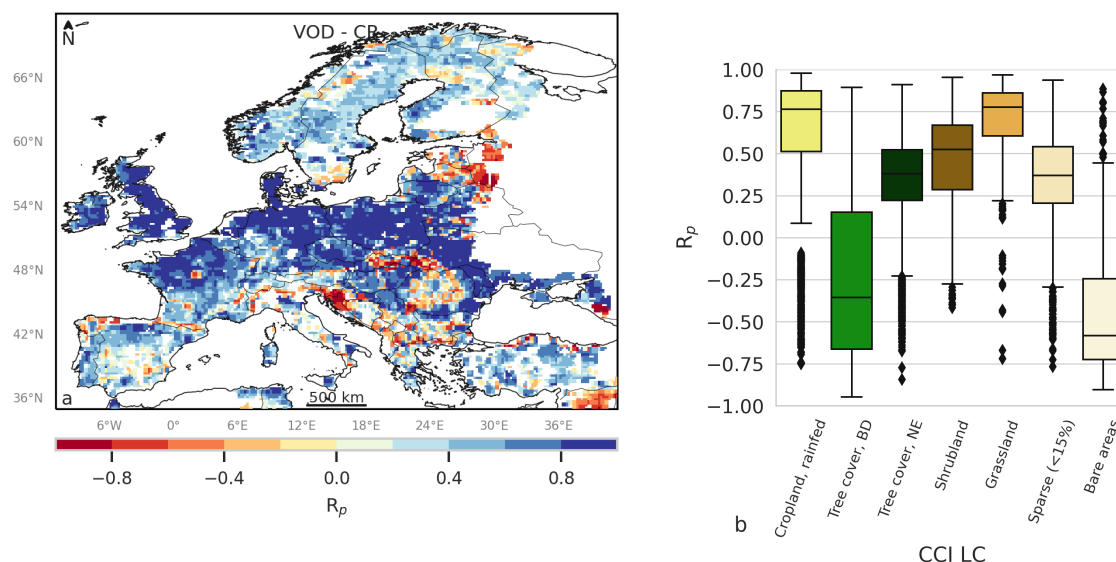 VOD - CR
N
66°N
60°N
54°N
48°N
42°N
36°N
a
500 km
6°W 0° 6°E 12°E 18°E 24°E 30°E 36°E
−0.8 −0.4 0.0 0.4 0.8
Rp
1.00
0.75
0.50
0.25
0.00
−0.25
−0.50
−0.75
−1.00
Rp
Cropland, rainfed
Tree cover, BD
Tree cover, NE
Shrubland
Grassland
Sparse (<15%)
Bare areas
b
CCI LC